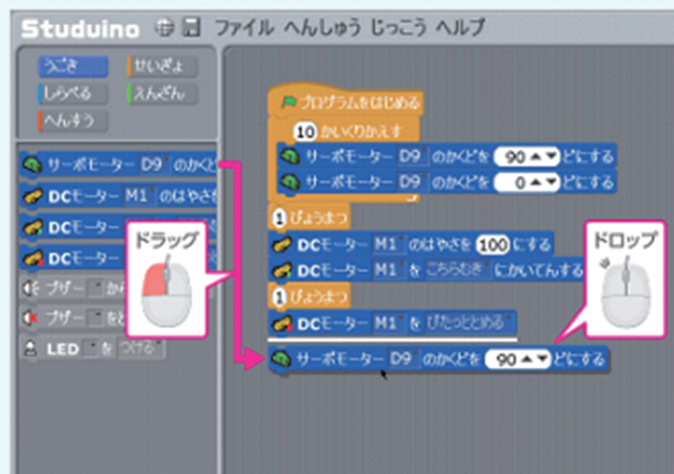 Studuino ファイル へんしゅう じっこう ヘルプ
うごき せいぎょ
しらべる えんざん
へんすう
サーボモーター D9 のかくど
DCモーター M1 のはやさを
DCモーター
DCモーター
ブザー から
ブザー を
LED を つける
ドラッグ
プログラムをはじめる
10 かいくりかえす
サーボモーター D9 のかくどを 90 どにする
サーボモーター D9 のかくどを 0 どにする
1 びょうまつ
DCモーター M1 のはやさを 100 にする
DCモーター M1 を こちらむき にかいてんする
1 びょうまつ
DCモーター M1 を ぴたっととめる
サーボモーター D9 のかくどを 90 どにする
ドロップ